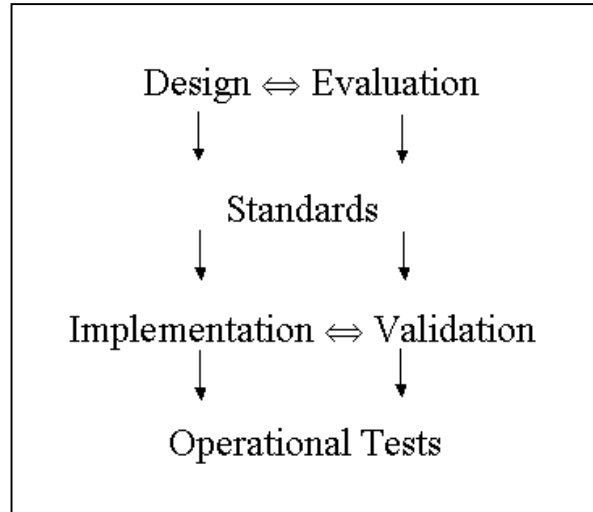 Design ⇔ Evaluation
Standards
Implementation ⇔ Validation
Operational Tests